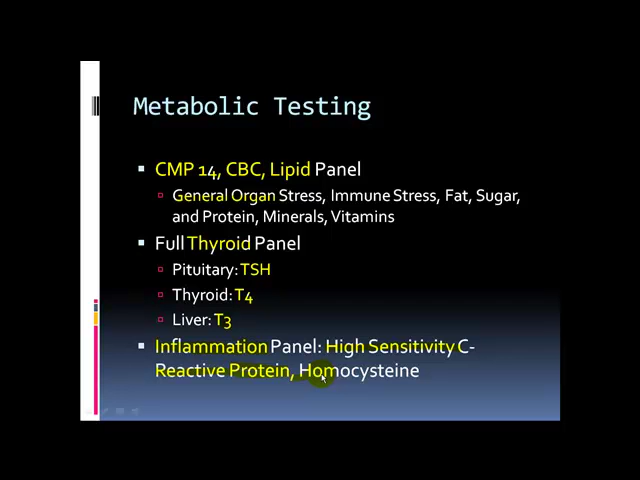 Metabolic Testing
CMP 14, CBC, Lipid Panel
General Organ Stress, Immune Stress, Fat, Sugar,
and Protein, Minerals, Vitamins
Full Thyroid Panel
Pituitary: TSH
Thyroid: T4
Liver: T3
Inflammation Panel: High Sensitivity C-
Reactive Protein, Homocysteine